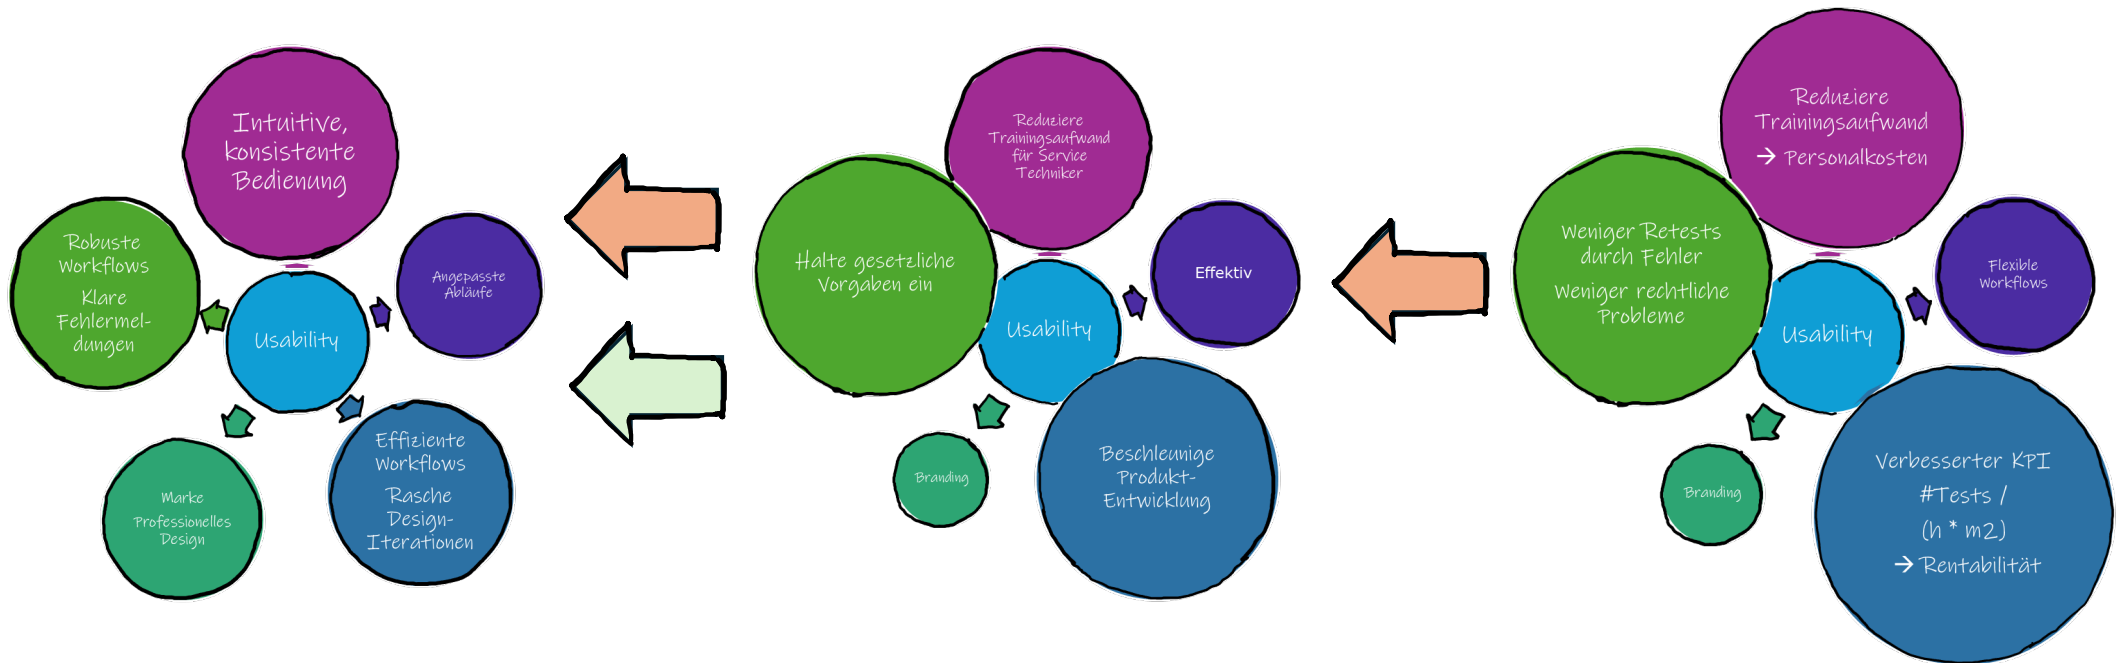 Intuitive,
konsistente
Bedienung
Robuste
Workflows
Klare
Fehlermel-
dungen
Usability
Angepasste
Abläufe
Marke
Professionelles
Design
Effiziente
Workflows
Rasche
Design-
Iterationen
Reduziere
Trainingsaufwand
für Service
Techniker
Halte gesetzliche
Vorgaben ein
Usability
Effektiv
Branding
Beschleunige
Produkt-
Entwicklung
Reduziere
Trainingsaufwand
→ Personalkosten
Weniger Retests
durch Fehler
Weniger rechtliche
Probleme
Usability
Flexible
Workflows
Branding
Verbesserter KPI
#Tests /
(h * m2)
→ Rentabilität